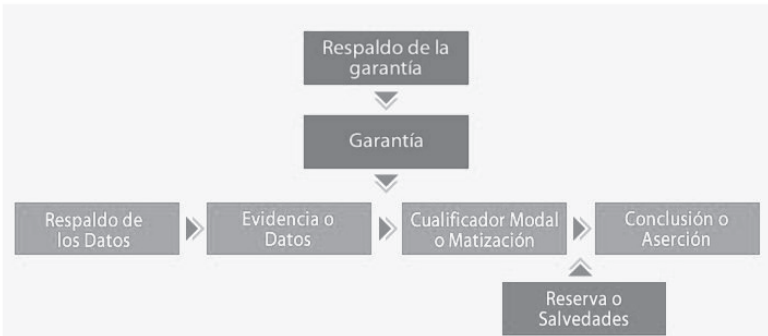 Respaldo de la
garantía
Garantía
Respaldo de
los Datos
Evidencia o
Datos
Cualificador Modal
o Matización
Conclusión o
Aserción
Reserva o
Salvedades